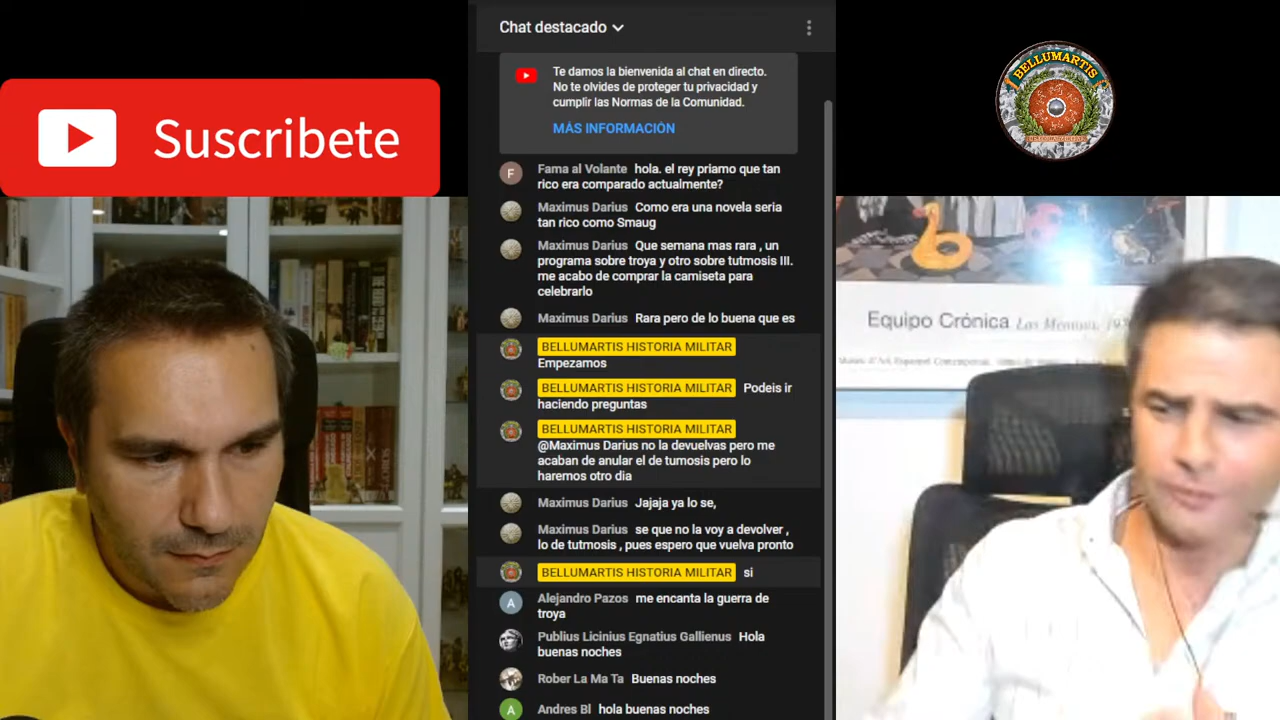 Suscribete
Chat destacado
Te damos la bienvenida al chat en directo.
No te olvides de proteger tu privacidad y
cumplir las Normas de la Comunidad.
MÁS INFORMACIÓN
F
Fama al Volante hola. el rey priamo que tan
rico era comparado actualmente?
Maximus Darius Como era una novela seria
tan rico como Smaug
Maximus Darius Que semana mas rara , un
programa sobre troya y otro sobre tutmosis III.
me acabo de comprar la camiseta para
celebrarlo
Maximus Darius Rara pero de lo buena que es
BELLUMARTIS HISTORIA MILITAR
Empezamos
BELLUMARTIS HISTORIA MILITAR Podeis ir
haciendo preguntas
BELLUMARTIS HISTORIA MILITAR
@Maximus Darius no la devuelvas pero me
acaban de anular el de tumosis pero lo
haremos otro dia
Maximus Darius Jajaja ya lo se,
Maximus Darius se que no la voy a devolver ,
lo de tutmosis , pues espero que vuelva pronto
BELLUMARTIS HISTORIA MILITAR si
A
Alejandro Pazos me encanta la guerra de
troya
Publius Licinius Egnatius Gallienus Hola
buenas noches
Rober La Ma Ta Buenas noches
A
Andres Bl hola buenas noches
BELLUMARTIS
Equipo Crónica Las Meninas,